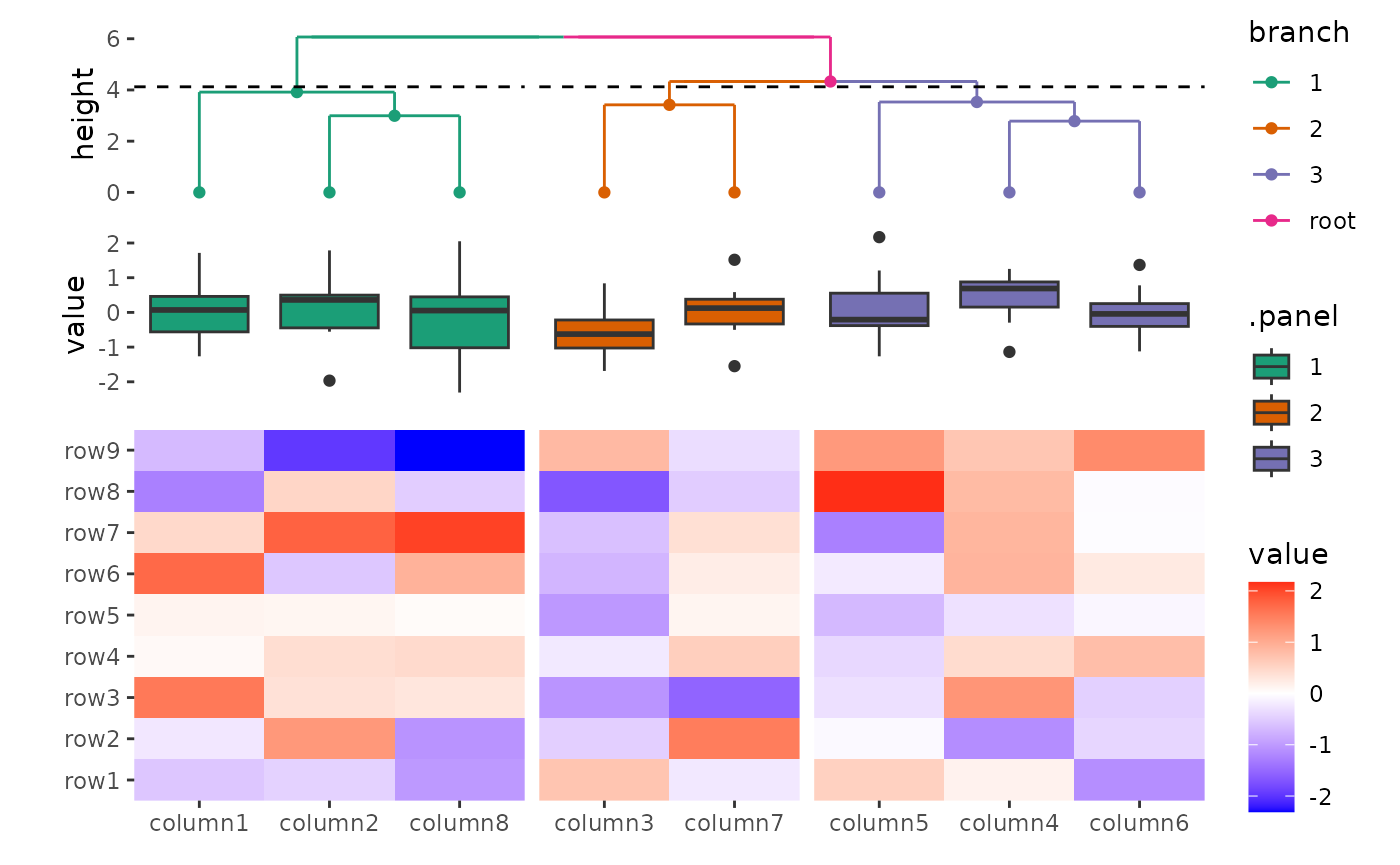 height
6
4
2
0
value
2
1
0
-1
-2
row9
row8
row7
row6
row5
row4
row3
row2
row1
column1 column2 column8 column3 column7 column5 column4 column6
branch
1
2
3
root
.panel
1
2
3
value
2
1
0
-1
-2